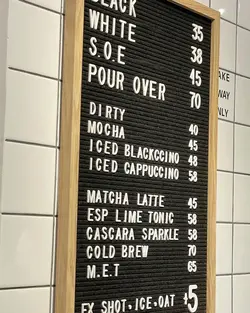 BLACK 35
WHITE 38
S.O.E 45
POUR OVER 70
DIRTY 40
MOCHA 45
ICED BLACKCCINO 48
ICED CAPPUCCINO 58
MATCHA LATTE 45
ESP LIME TONIC 58
CASCARA SPARKLE 58
COLD BREW 70
M.E.T 65
EX SHOT,ICE,OAT +5
AKE
WAY
NLY